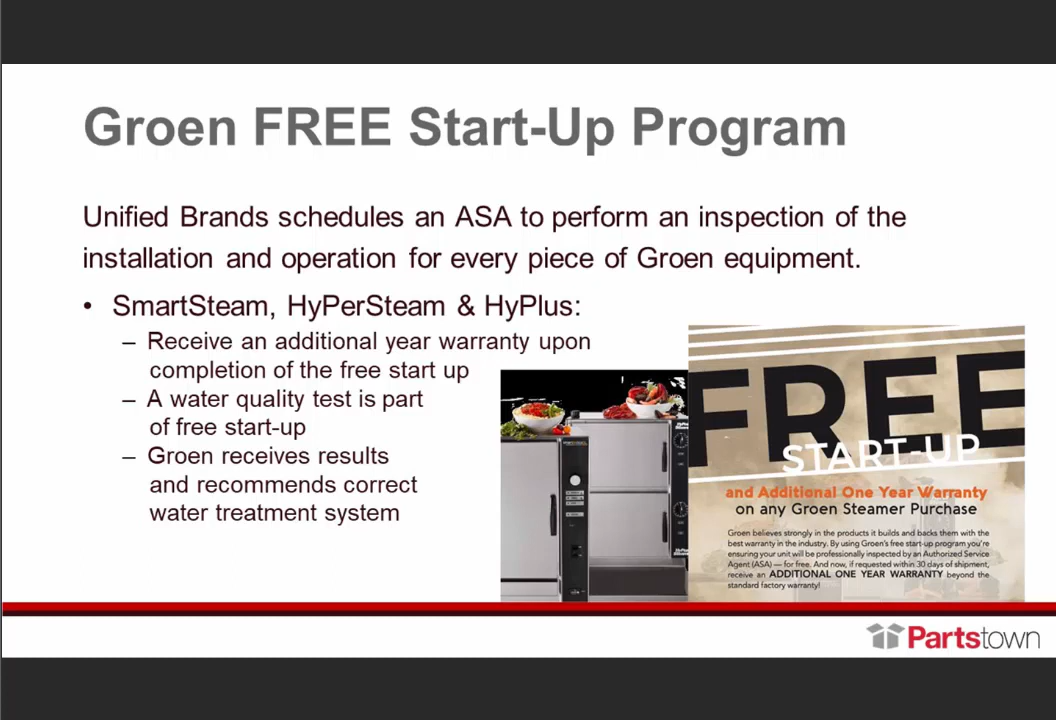 Groen FREE Start-Up Program
Unified Brands schedules an ASA to perform an inspection of the
installation and operation for every piece of Groen equipment.
• SmartSteam, HyPerSteam & HyPlus:
– Receive an additional year warranty upon
completion of the free start up
– A water quality test is part
of free start-up
– Groen receives results
and recommends correct
water treatment system
FREE
START-UP
and Additional One Year Warranty
on any Groen Steamer Purchase
Groen believes strongly in the products it builds and backs them with the
best warranty in the industry. By using Groen's free start-up program you're
ensuring your unit will be professionally inspected by an Authorized Service
Agent (ASA) — for free. And now, if requested within 30 days of shipment,
receive an ADDITIONAL ONE YEAR WARRANTY beyond the
standard factory warranty!
Partstown